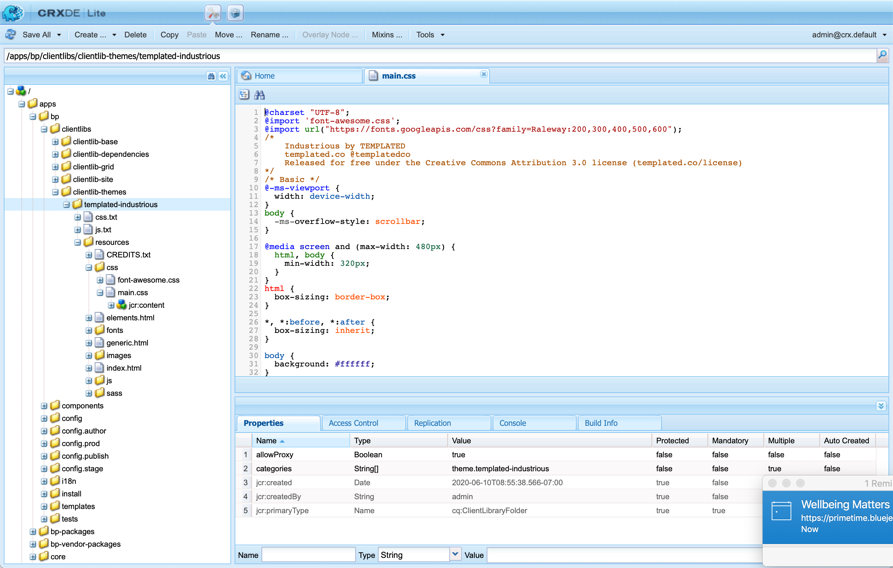 CRXDE | Lite
Save All Create ... Delete Copy Paste Move ... Rename ... Overlay Node ... Mixins ... Tools admin@crx.default
/apps/bp/clientlibs/clientlib-themes/templated-industrious
/
apps
bp
clientlibs
clientlib-base
clientlib-dependencies
clientlib-grid
clientlib-site
clientlib-themes
templated-industrious
css.txt
js.txt
resources
CREDITS.txt
css
font-awesome.css
main.css
jcr:content
elements.html
fonts
generic.html
images
index.html
js
sass
components
config
config.author
config.prod
config.publish
config.stage
i18n
install
templates
tests
bp-packages
bp-vendor-packages
core
Home main.css
1 @charset "UTF-8";
2 @import 'font-awesome.css';
3 @import url("https://fonts.googleapis.com/css?family=Raleway:200,300,400,500,600");
4 /*
5 Industrious by TEMPLATED
6 templated.co @templatedco
7 Released for free under the Creative Commons Attribution 3.0 license (templated.co/license)
8 */
9 /* Basic */
10 @-ms-viewport {
11 width: device-width;
12 }
13 body {
14 -ms-overflow-style: scrollbar;
15 }
16
17 @media screen and (max-width: 480px) {
18 html, body {
19 min-width: 320px;
20 }
21 }
22 html {
23 box-sizing: border-box;
24 }
25
26 *, *:before, *:after {
27 box-sizing: inherit;
28 }
29
30 body {
31 background: #ffffff;
32 }
Properties Access Control Replication Console Build Info
Name Type Value Protected Mandatory Multiple Auto Created
1 allowProxy Boolean true false false false false
2 categories String[] theme.templated-industrious false false true false
3 jcr:created Date 2020-06-10T08:55:38.566-07:00 true false
4 jcr:createdBy String admin true false
5 jcr:primaryType Name cq:ClientLibraryFolder true true
Name Type String Value
1 Remi
Wellbeing Matters
https://primetime.blueje
Now